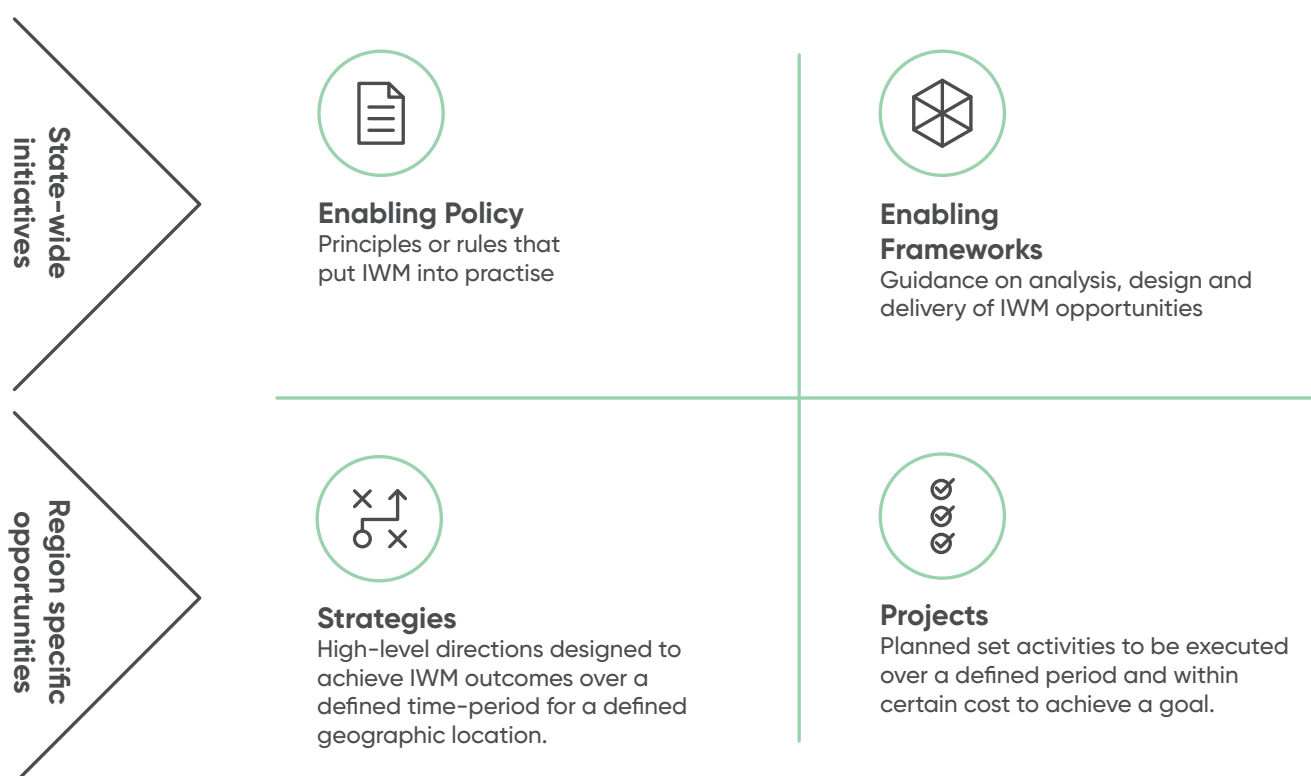 State-wide
initiatives
Enabling Policy
Principles or rules that
put IWM into practise
Enabling
Frameworks
Guidance on analysis, design and
delivery of IWM opportunities
Region specific
opportunities
Strategies
High-level directions designed to
achieve IWM outcomes over a
defined time-period for a defined
geographic location.
Projects
Planned set activities to be executed
over a defined period and within
certain cost to achieve a goal.